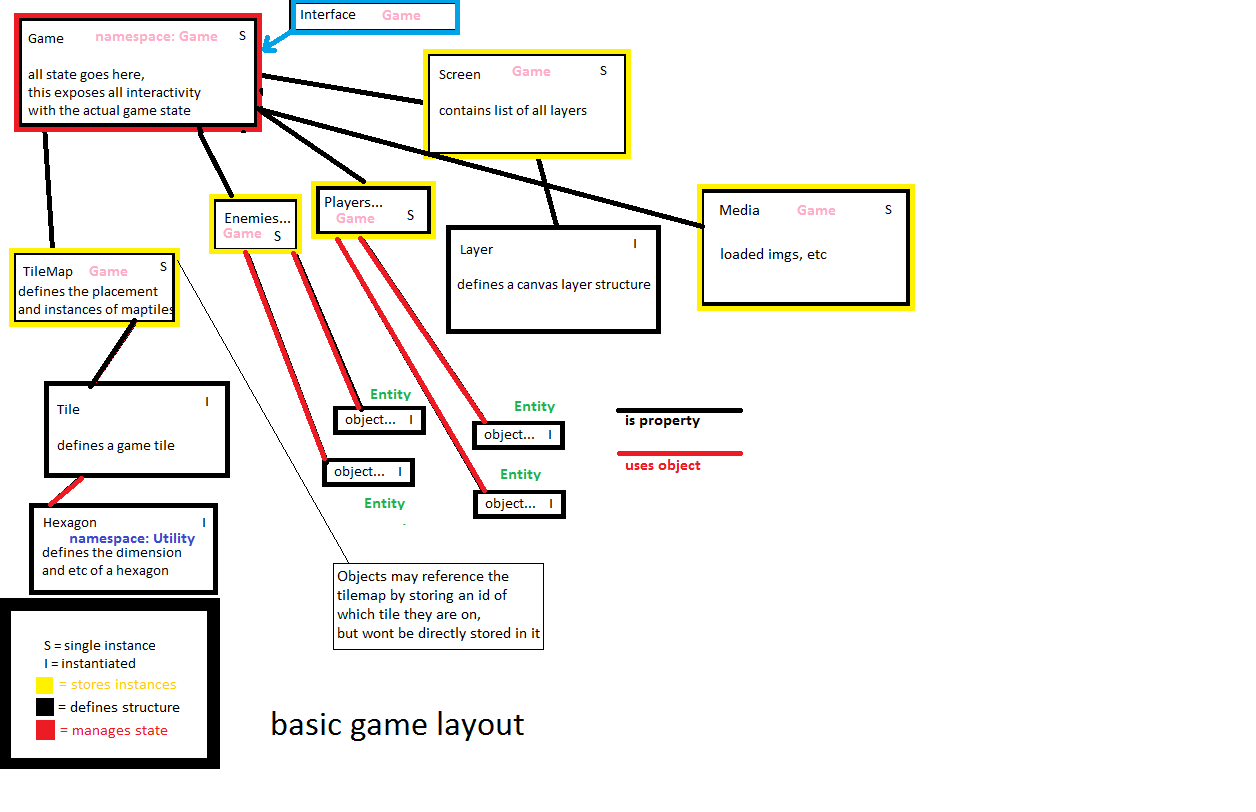 Interface Game
Game namespace: Game S
all state goes here,
this exposes all interactivity
with the actual game state
Screen Game S
contains list of all layers
Enemies...
Game S
Players...
Game S
Media Game S
loaded imgs, etc
Layer I
defines a canvas layer structure
TileMap Game S
defines the placement
and instances of maptiles
Tile I
defines a game tile
Entity
object... I
Entity
object... I
object... I
Entity
Entity
object... I
is property
uses object
Hexagon I
namespace: Utility
defines the dimension
and etc of a hexagon
Objects may reference the
tilemap by storing an id of
which tile they are on,
but wont be directly stored in it
S = single instance
I = instantiated
= stores instances
= defines structure
= manages state
basic game layout